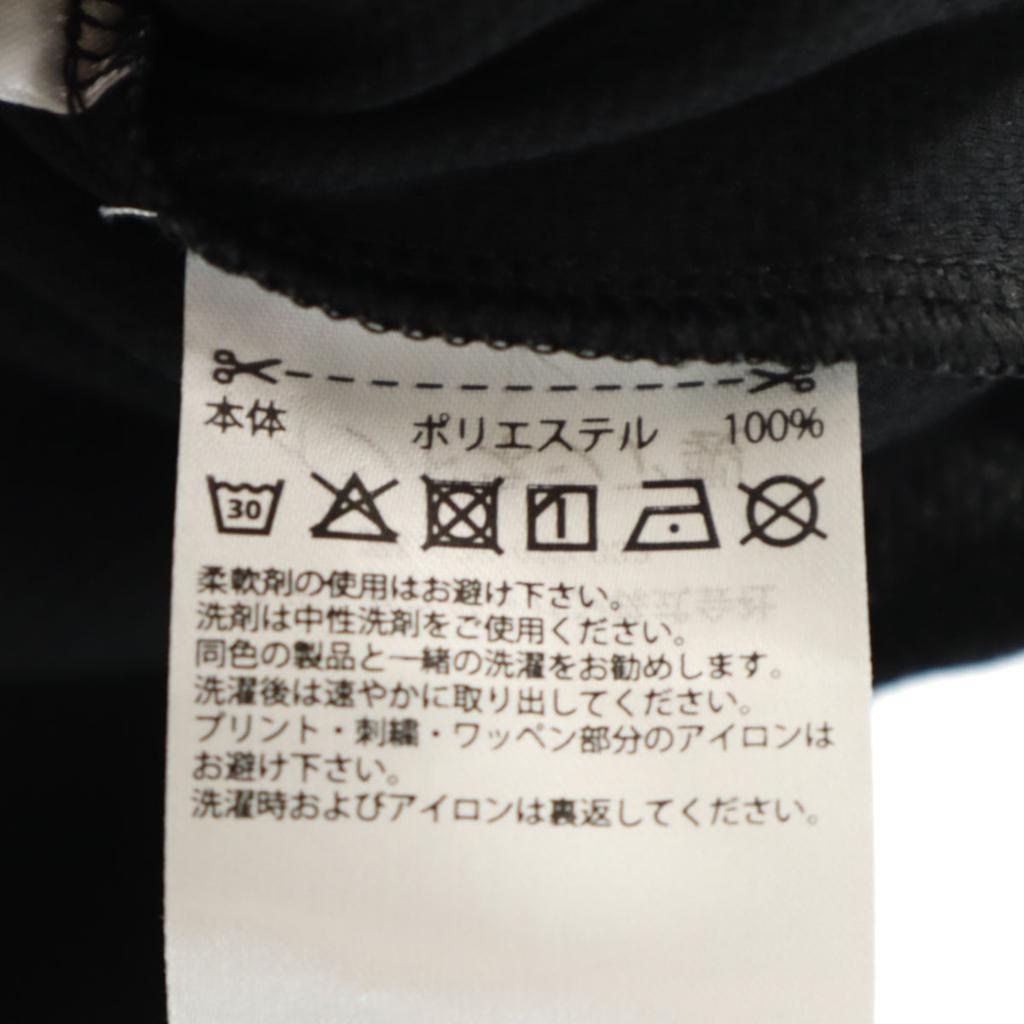 本体 ポリエステル 100%
30
柔軟剤の使用はお避け下さい。
洗剤は中性洗剤をご使用ください。
同色の製品と一緒の洗濯をお勧めします。
洗濯後は速やかに取り出してください。
プリント・刺繍・ワッペン部分のアイロンは
お避け下さい。
洗濯時およびアイロンは裏返してください。